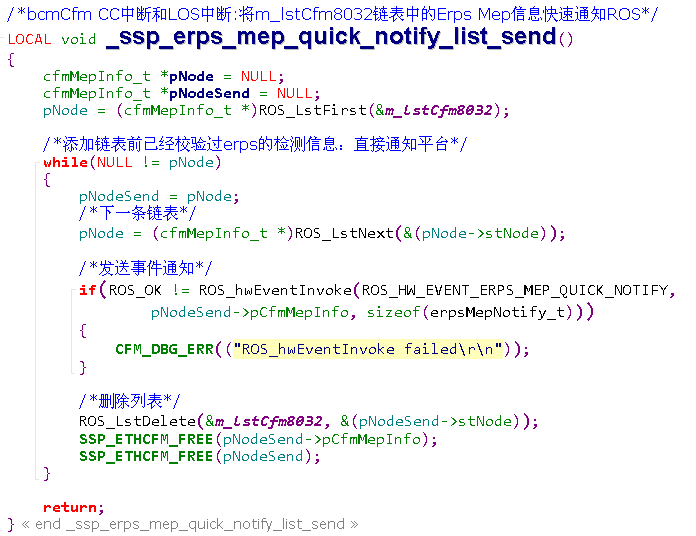 /*bcmCfm CC中断和LOS中断:将m_lstCfm8032链表中的Erps Mep信息快速通知ROS*/
LOCAL void _ssp_erps_mep_quick_notify_list_send()
{
cfmMepInfo_t *pNode = NULL;
cfmMepInfo_t *pNodeSend = NULL;
pNode = (cfmMepInfo_t *)ROS_LstFirst(&m_lstCfm8032);
/*添加链表前已经校验过erps的检测信息：直接通知平台*/
while(NULL != pNode)
{
pNodeSend = pNode;
/*下一条链表*/
pNode = (cfmMepInfo_t *)ROS_LstNext(&(pNode->stNode));
/*发送事件通知*/
if(ROS_OK != ROS_hwEventInvoke(ROS_HW_EVENT_ERPS_MEP_QUICK_NOTIFY,
pNodeSend->pCfmMepInfo, sizeof(erpsMepNotify_t)))
{
CFM_DBG_ERR(("ROS_hwEventInvoke failed\r\n"));
}
/*删除列表*/
ROS_LstDelete(&m_lstCfm8032, &(pNodeSend->stNode));
SSP_ETHCFM_FREE(pNodeSend->pCfmMepInfo);
SSP_ETHCFM_FREE(pNodeSend);
}
return;
} « end _ssp_erps_mep_quick_notify_list_send »